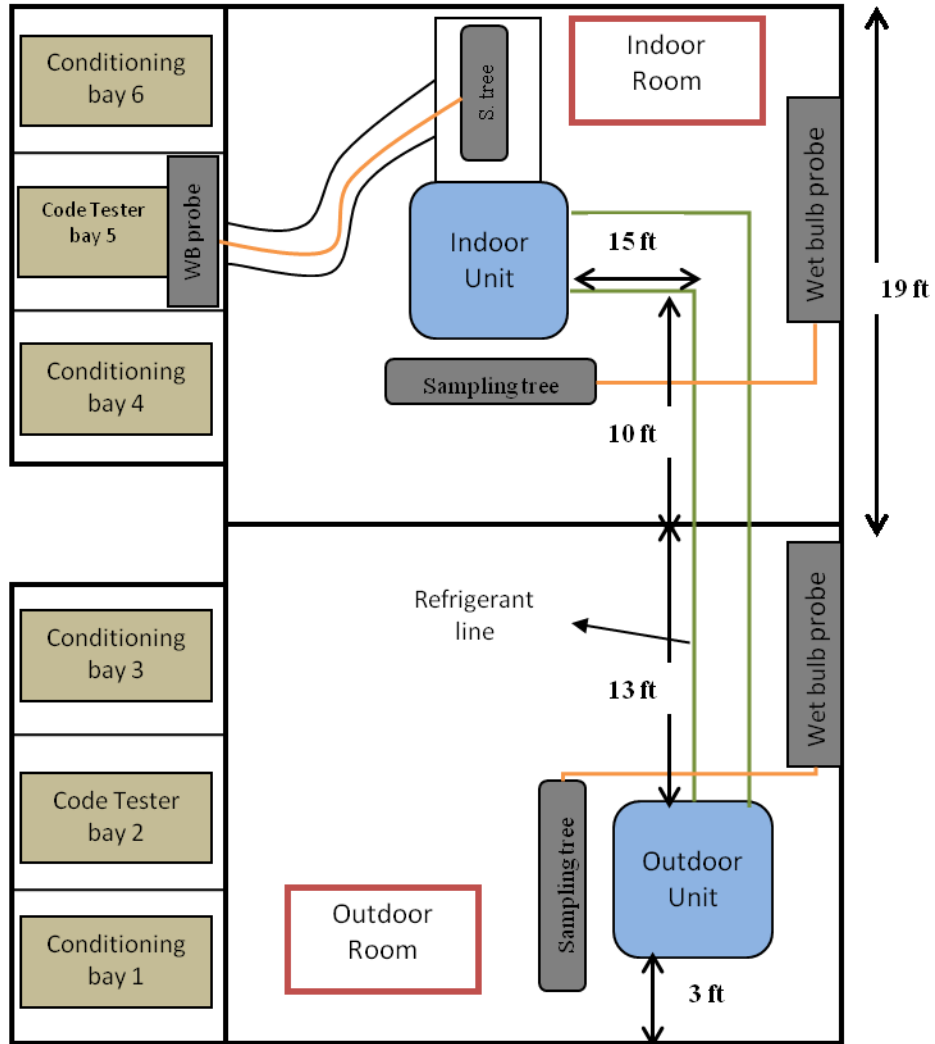 Conditioning
bay 6
S. tree
Indoor
Room
Code Tester
bay 5
WB probe
Indoor
Unit
15 ft
Wet bulb probe
19 ft
Conditioning
bay 4
Sampling tree
10 ft
Conditioning
bay 3
Refrigerant
line
13 ft
Wet bulb probe
Code Tester
bay 2
Sampling tree
Outdoor
Unit
Conditioning
bay 1
Outdoor
Room
3 ft